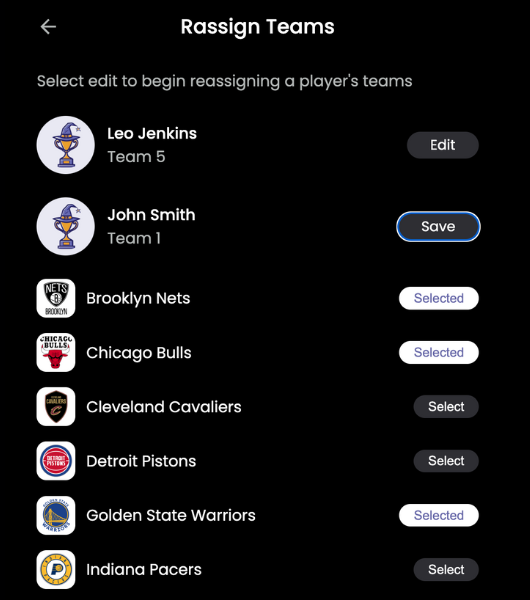 Rassign Teams
Select edit to begin reassigning a player's teams
Leo Jenkins
Team 5
Edit
John Smith
Team 1
Save
NETS
B
BROOKLYN
Brooklyn Nets
Selected
CHICAGO
BULLS
Chicago Bulls
Selected
CAVALIERS
C
Cleveland Cavaliers
Select
DETROIT
PISTONS
Detroit Pistons
Select
GOLDEN STATE
WARRIORS
Golden State Warriors
Selected
P
Indiana Pacers
Select